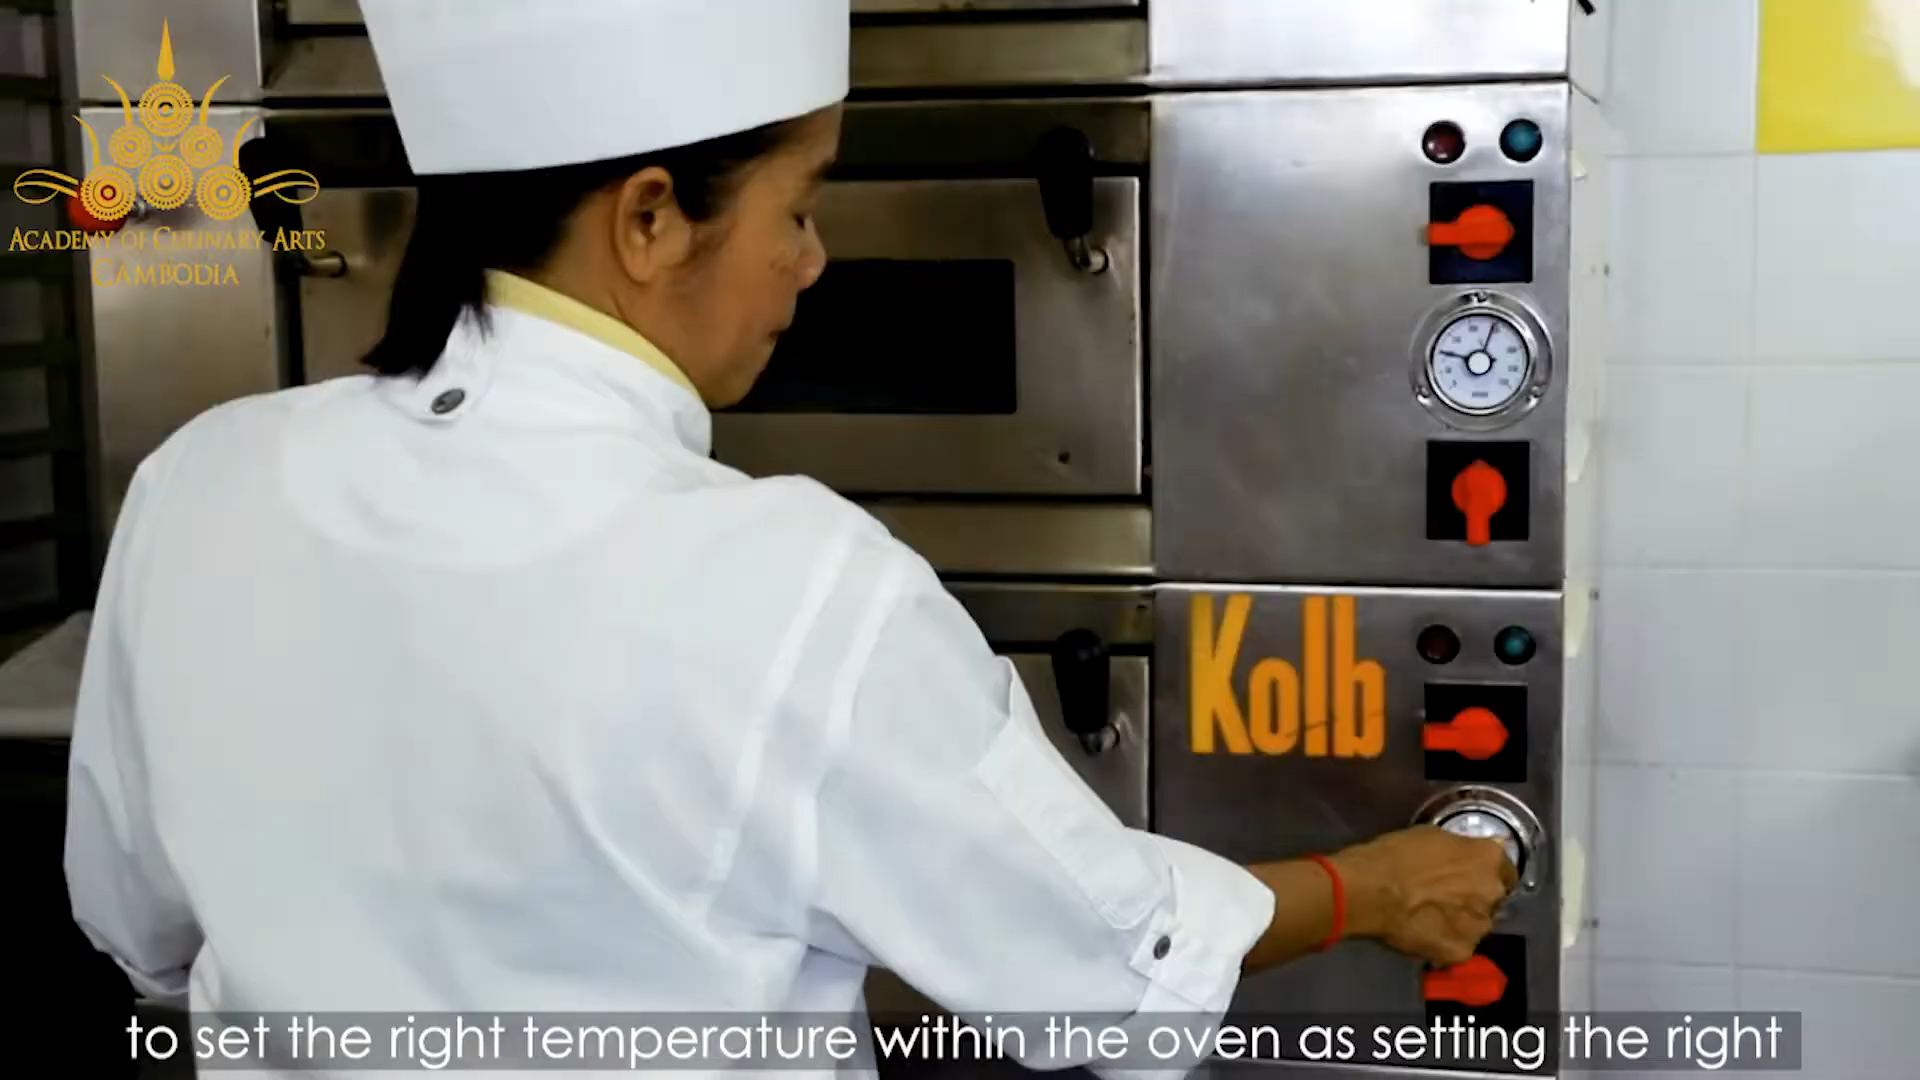 ACADEMY OF CULINARY ARTS
CAMBODIA
Kolb
to set the right temperature within the oven as setting the right